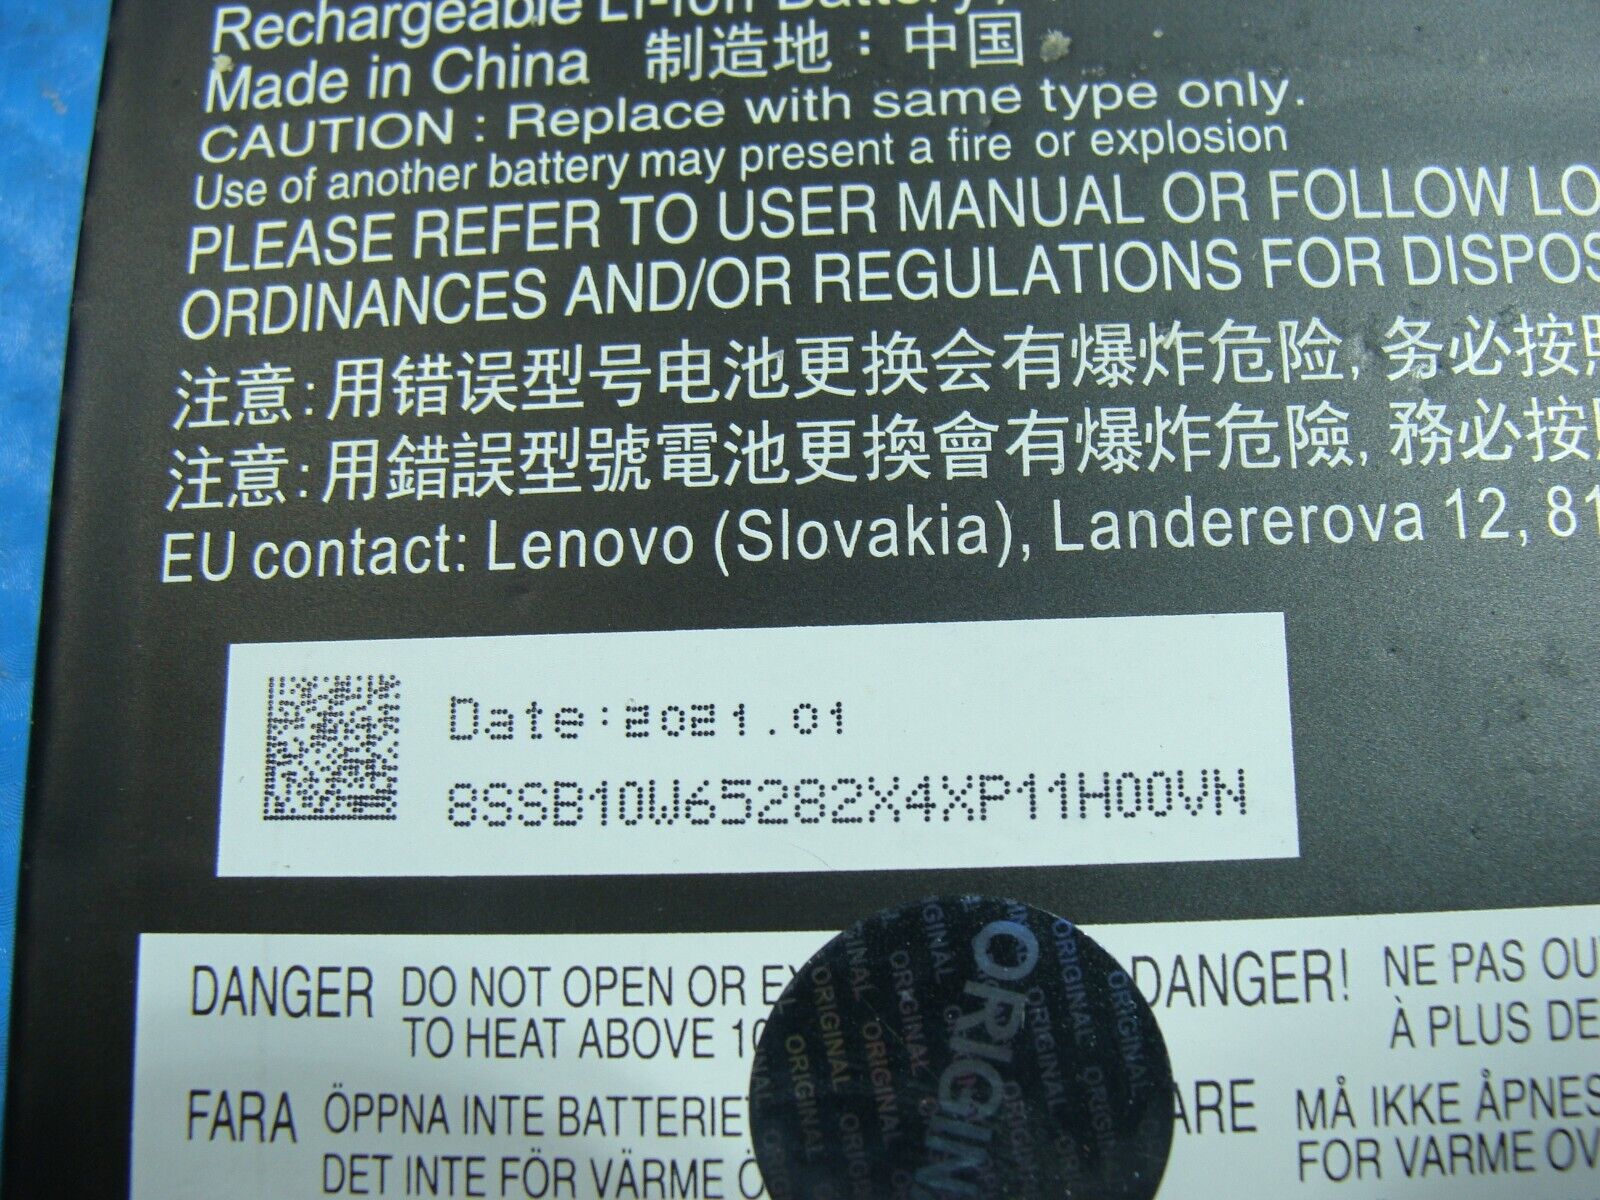 Rechargeable Li-ion Battery
Made in China 制造地：中国
CAUTION : Replace with same type only.
Use of another battery may present a fire or explosion
PLEASE REFER TO USER MANUAL OR FOLLOW LO
ORDINANCES AND/OR REGULATIONS FOR DISPOS
注意:用错误型号电池更换会有爆炸危险, 务必按照
注意:用錯誤型號電池更換會有爆炸危險, 務必按照
EU contact: Lenovo (Slovakia), Landererova 12, 81
Date:2021.01
8SSB10W65282X4XP11H00VN
DANGER DO NOT OPEN OR EX
TO HEAT ABOVE 10
DANGER! NE PAS OU
À PLUS DE
FARA ÖPPNA INTE BATTERIET
DET INTE FÖR VÄRME Ö
ARE MÅ IKKE ÅPNES
FOR VARME OV
ORIGINAL